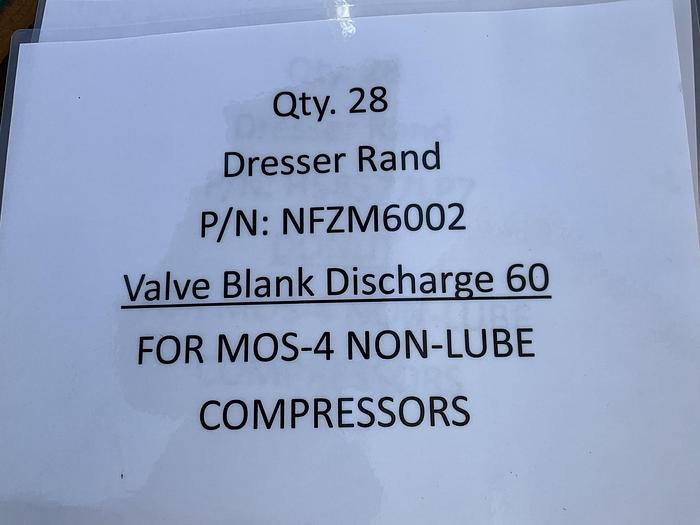 Qty. 28
Dresser Rand
P/N: NFZM6002
Valve Blank Discharge 60
FOR MOS-4 NON-LUBE
COMPRESSORS